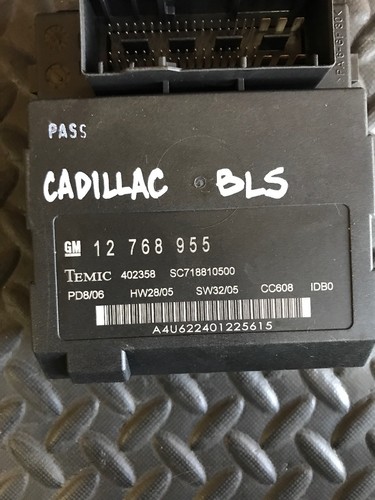 PASS
CADILLAC BLS
GM 12 768 955
TEMIC 402358 SC718810500
PD8/06 HW28/05 SW32/05 CC608 IDB0
A4U622401225615